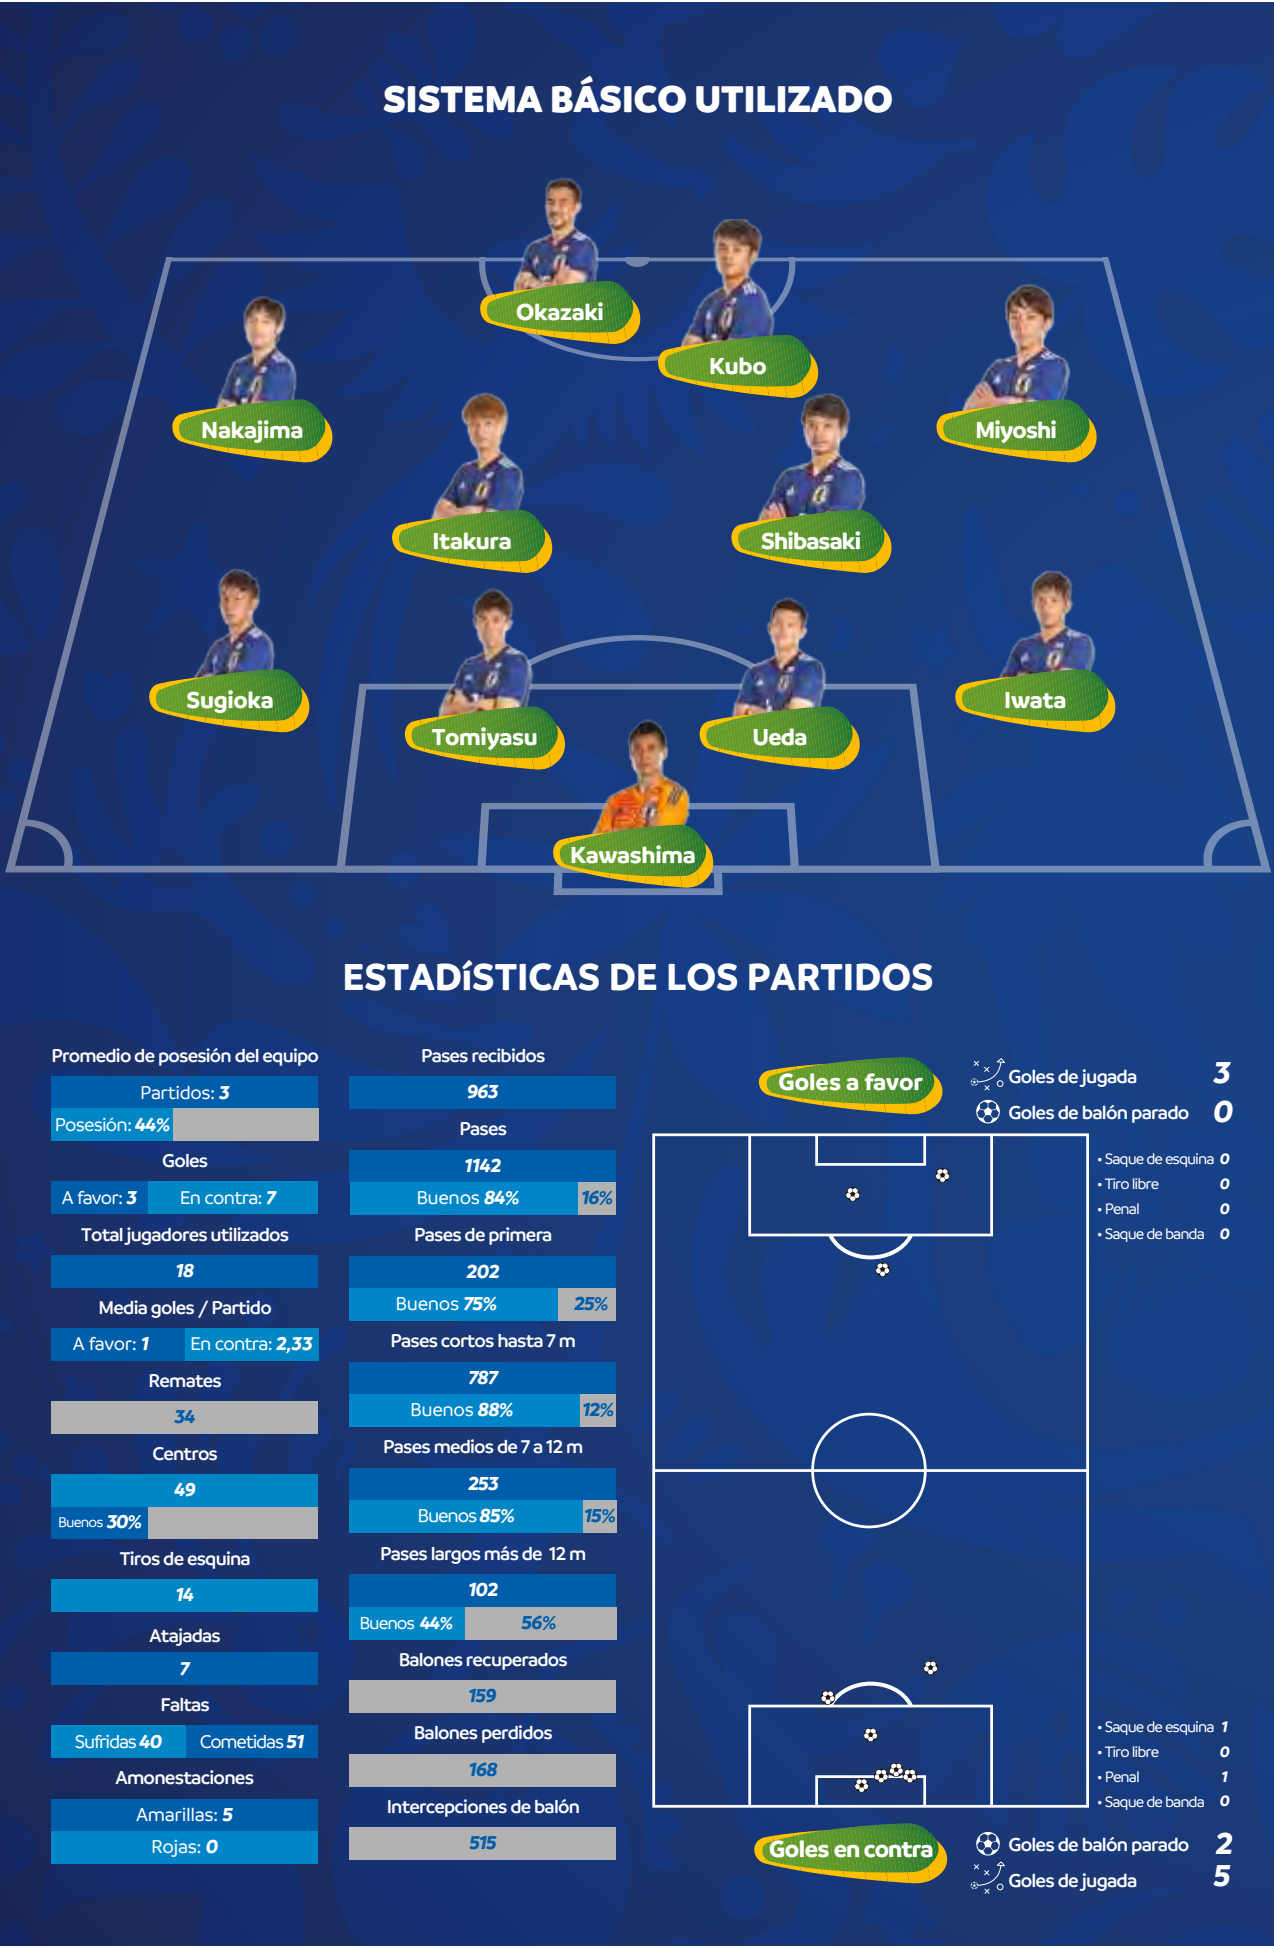 SISTEMA BÁSICO UTILIZADO
Okazaki
Kubo
Nakajima
Miyoshi
Itakura
Shibasaki
Sugioka
Iwata
Tomiyasu
Ueda
Kawashima
ESTADíSTICAS DE LOS PARTIDOS
Promedio de posesión del equipo
Partidos: 3
Posesión: 44%
Goles
A favor: 3 En contra: 7
Total jugadores utilizados
18
Media goles / Partido
A favor: 1 En contra: 2,33
Remates
34
Centros
49
Buenos 30%
Tiros de esquina
14
Atajadas
7
Faltas
Sufridas 40 Cometidas 51
Amonestaciones
Amarillas: 5
Rojas: 0
Pases recibidos
963
Pases
1142
Buenos 84% 16%
Pases de primera
202
Buenos 75% 25%
Pases cortos hasta 7 m
787
Buenos 88% 12%
Pases medios de 7 a 12 m
253
Buenos 85% 15%
Pases largos más de 12 m
102
Buenos 44% 56%
Balones recuperados
159
Balones perdidos
168
Intercepciones de balón
515
Goles a favor
Goles de jugada 3
Goles de balón parado 0
• Saque de esquina 0
• Tiro libre 0
• Penal 0
• Saque de banda 0
• Saque de esquina 1
• Tiro libre 0
• Penal 1
• Saque de banda 0
Goles en contra
Goles de balón parado 2
Goles de jugada 5